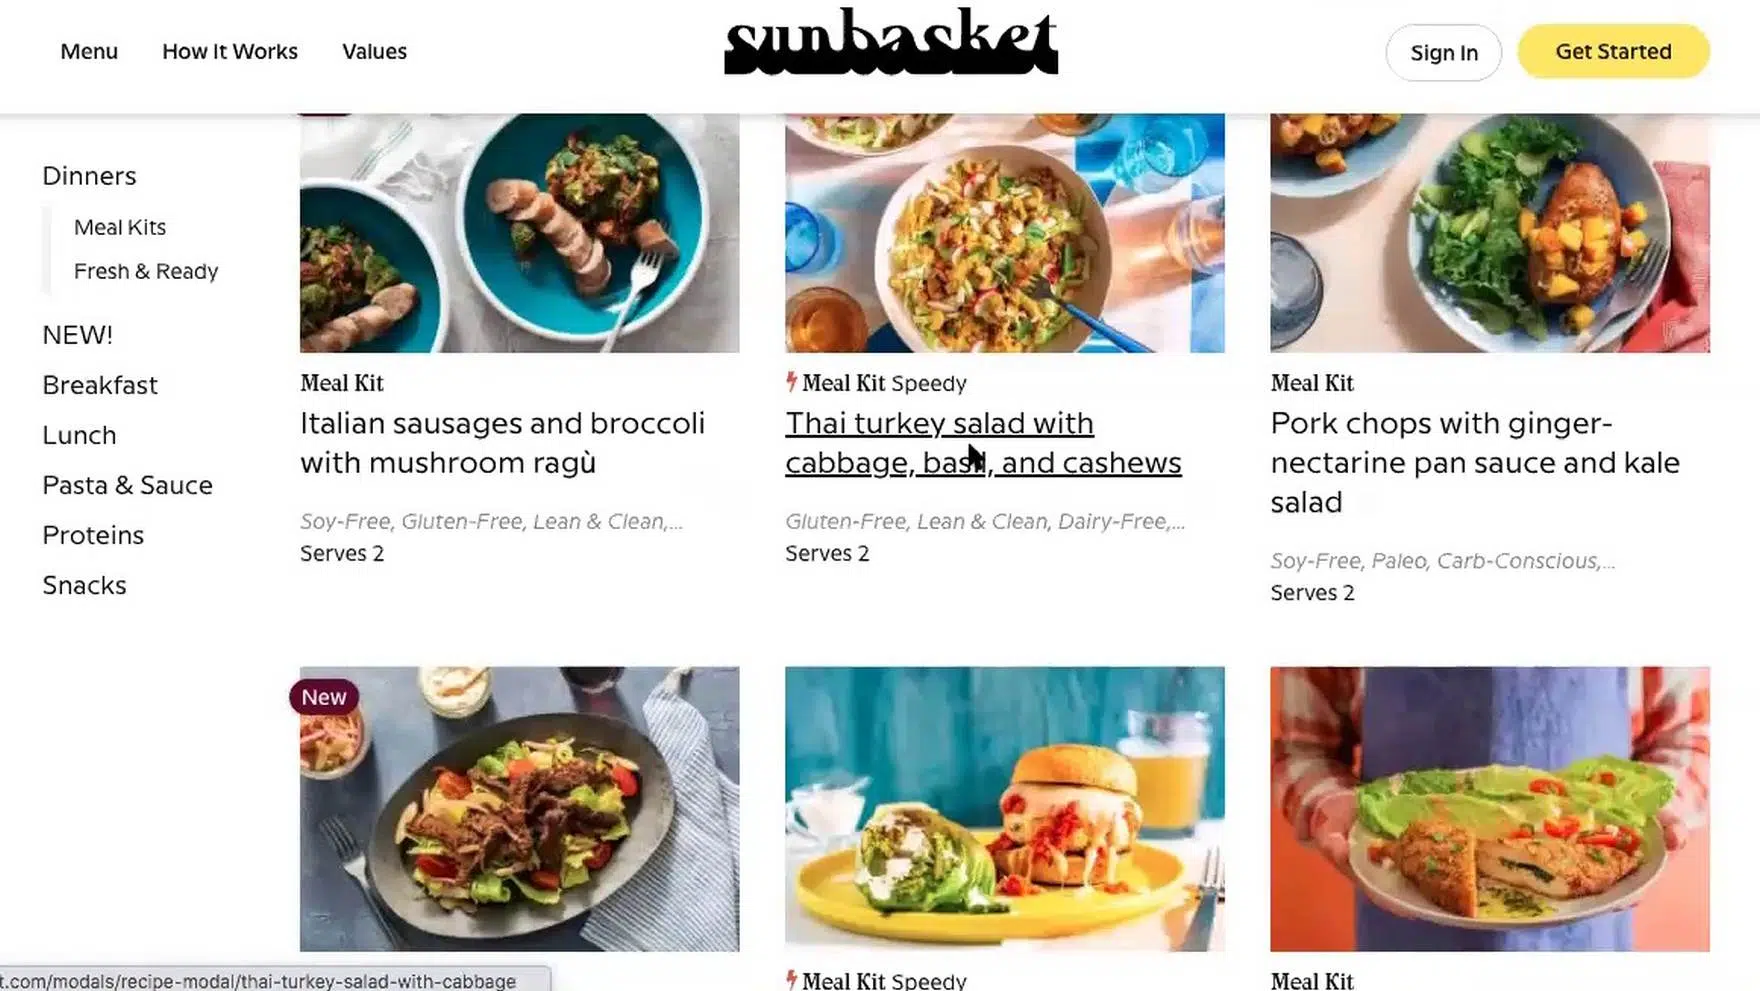 Menu
How It Works
Values
sunbasket
Sign In
Get Started
Dinners
Meal Kits
Fresh & Ready
NEW!
Breakfast
Lunch
Pasta & Sauce
Proteins
Snacks
Meal Kit
Italian sausages and broccoli
with mushroom ragù
Soy-Free, Gluten-Free, Lean & Clean,...
Serves 2
Meal Kit Speedy
Thai turkey salad with
cabbage, basil, and cashews
Gluten-Free, Lean & Clean, Dairy-Free,...
Serves 2
Meal Kit
Pork chops with ginger-
nectarine pan sauce and kale
salad
Soy-Free, Paleo, Carb-Conscious,...
Serves 2
New
Meal Kit Speedy
Meal Kit
t.com/modals/recipe-modal/thai-turkey-salad-with-cabbage